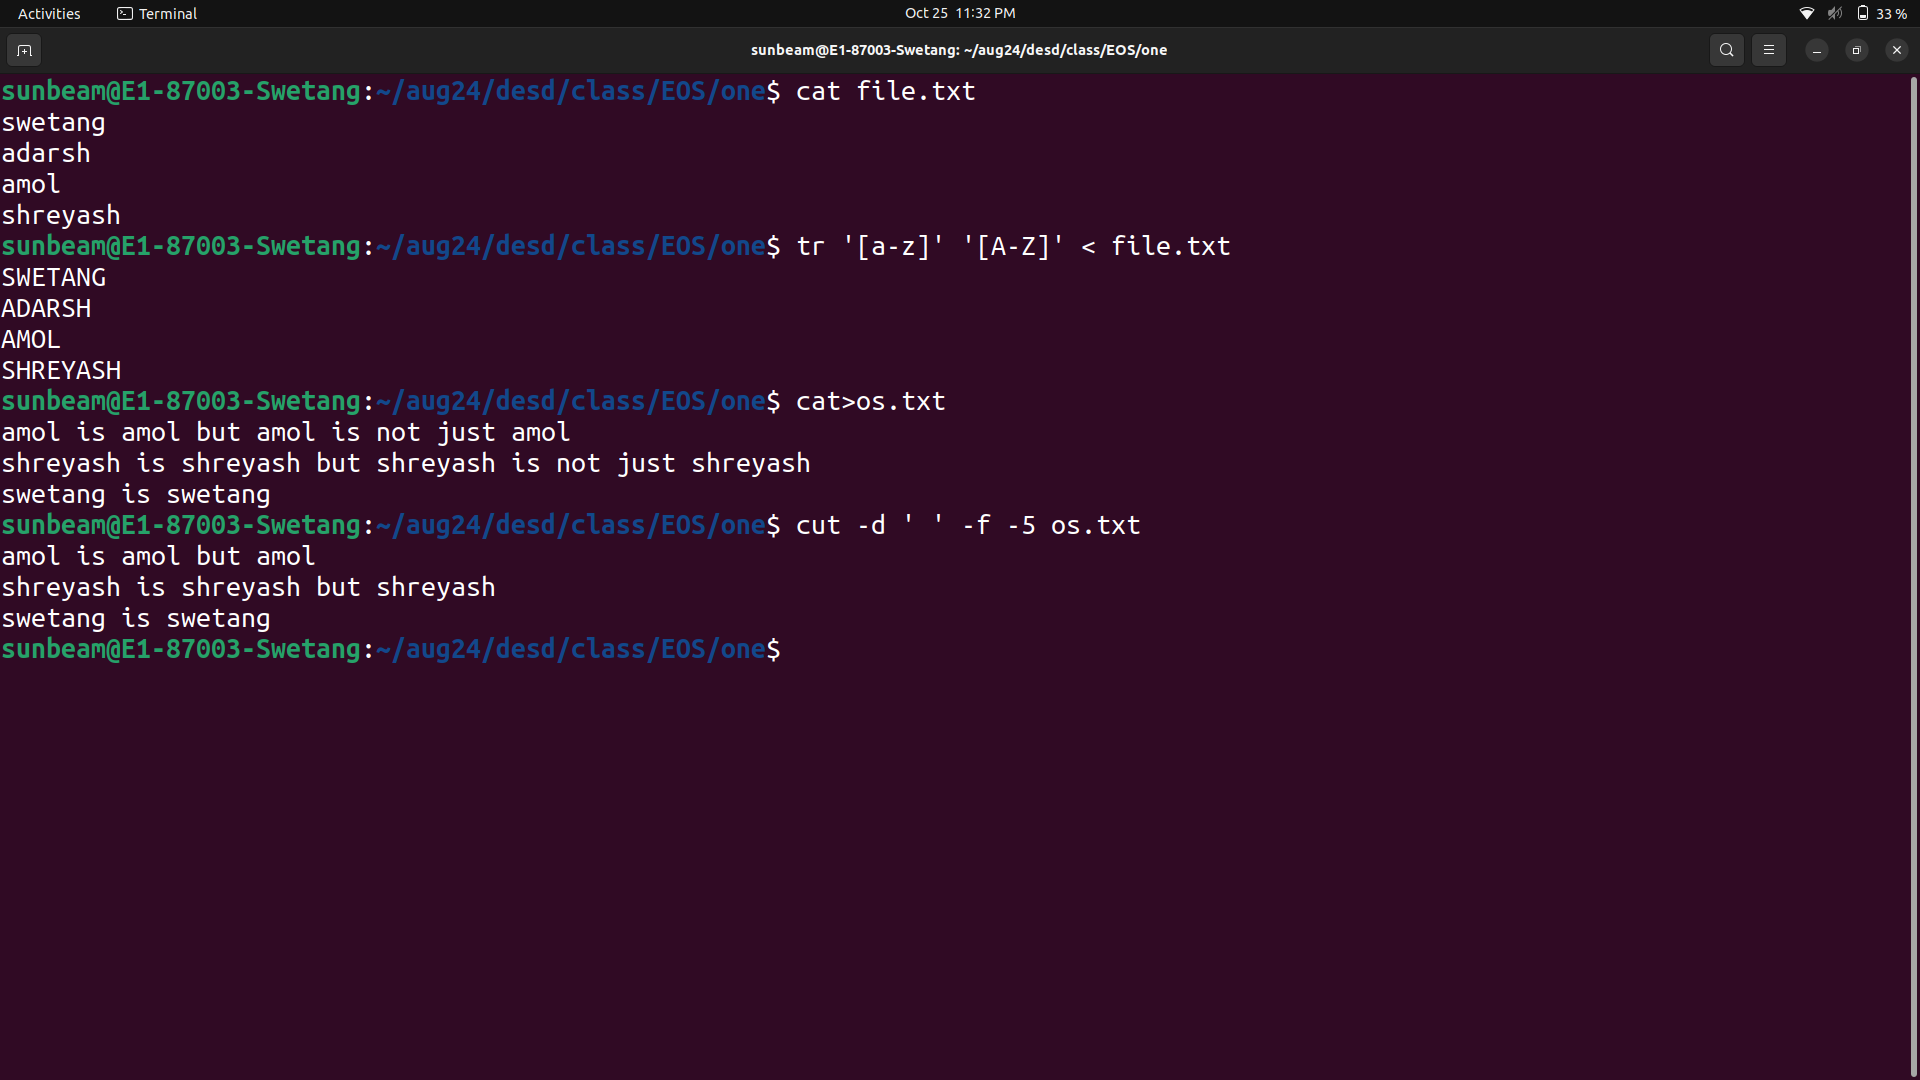 Activities Terminal Oct 25 11:32 PM 33 %
sunbeam@E1-87003-Swetang: ~/aug24/desd/class/EOS/one
sunbeam@E1-87003-Swetang:~/aug24/desd/class/EOS/one$ cat file.txt
swetang
adarsh
amol
shreyash
sunbeam@E1-87003-Swetang:~/aug24/desd/class/EOS/one$ tr '[a-z]' '[A-Z]' < file.txt
SWETANG
ADARSH
AMOL
SHREYASH
sunbeam@E1-87003-Swetang:~/aug24/desd/class/EOS/one$ cat>os.txt
amol is amol but amol is not just amol
shreyash is shreyash but shreyash is not just shreyash
swetang is swetang
sunbeam@E1-87003-Swetang:~/aug24/desd/class/EOS/one$ cut -d ' ' -f -5 os.txt
amol is amol but amol
shreyash is shreyash but shreyash
swetang is swetang
sunbeam@E1-87003-Swetang:~/aug24/desd/class/EOS/one$